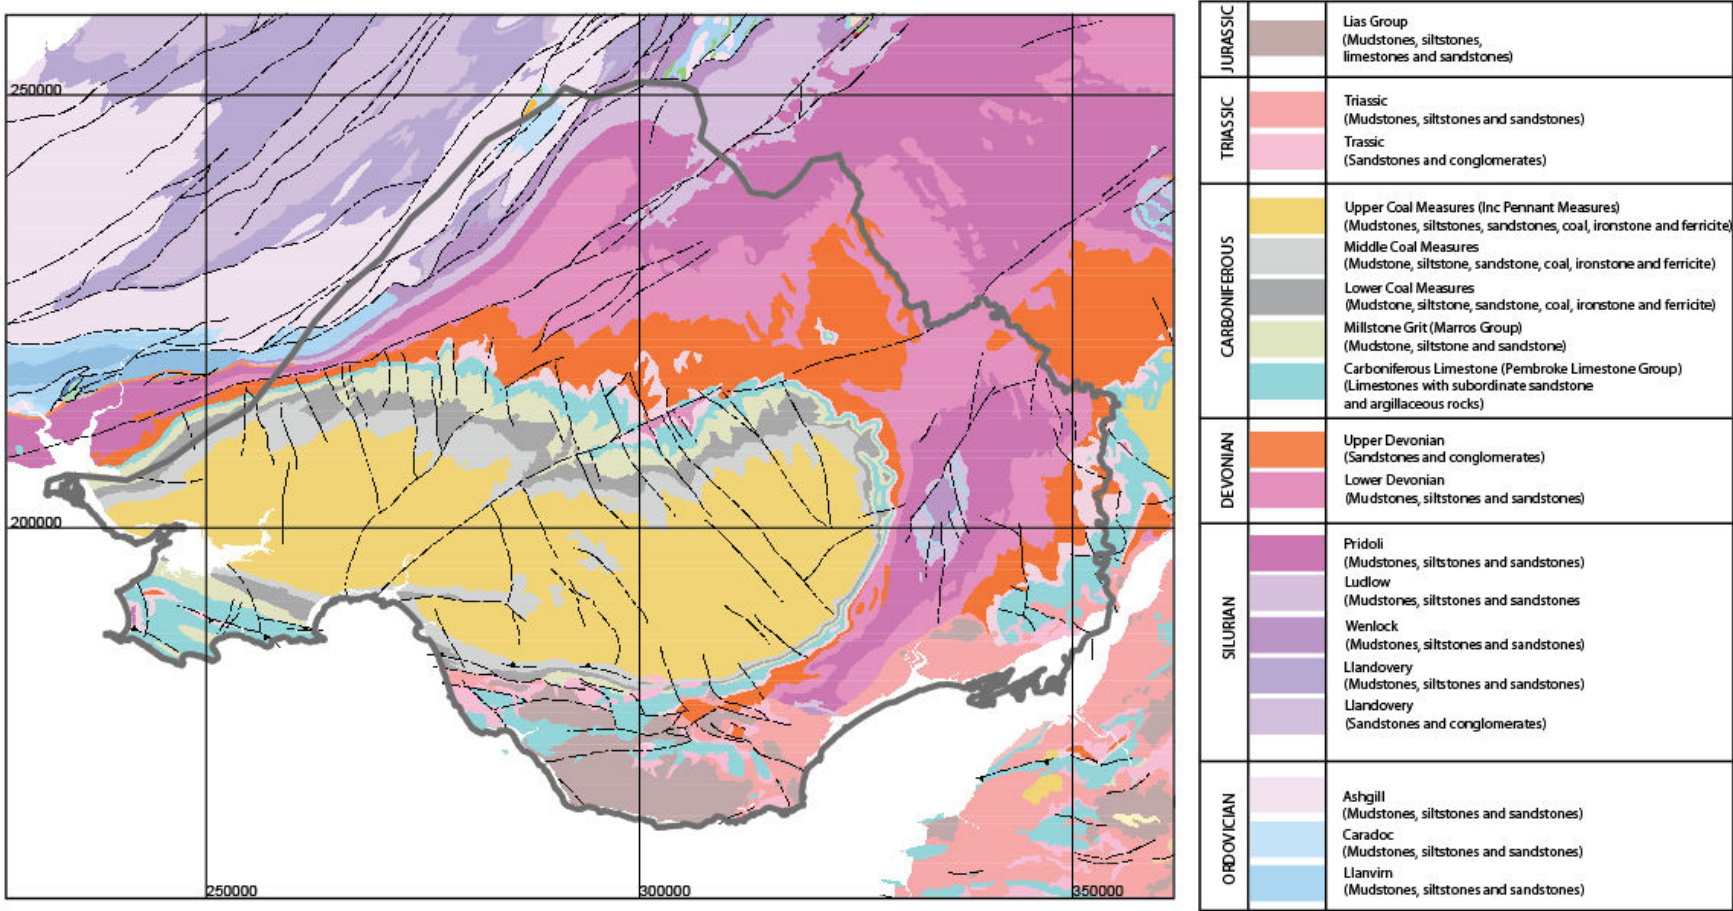 250000
200000
250000
300000
350000
JURASSIC
Lias Group
(Mudstones, siltstones,
limestones and sandstones)
TRIASSIC
Triassic
(Mudstones, siltstones and sandstones)
Trassic
(Sandstones and conglomerates)
CARBONIFEROUS
Upper Coal Measures (Inc Pennant Measures)
(Mudstones, siltstones, sandstones, coal, ironstone and ferricite)
Middle Coal Measures
(Mudstone, siltstone, sandstone, coal, ironstone and ferricite)
Lower Coal Measures
(Mudstone, siltstone, sandstone, coal, ironstone and ferricite)
Millstone Grit (Marros Group)
(Mudstone, siltstone and sandstone)
Carboniferous Limestone (Pembroke Limestone Group)
(Limestones with subordinate sandstone
and argillaceous rocks)
DEVONIAN
Upper Devonian
(Sandstones and conglomerates)
Lower Devonian
(Mudstones, siltstones and sandstones)
SILURIAN
Pridoli
(Mudstones, siltstones and sandstones)
Ludlow
(Mudstones, siltstones and sandstones
Wenlock
(Mudstones, siltstones and sandstones)
Llandovery
(Mudstones, siltstones and sandstones)
Llandovery
(Sandstones and conglomerates)
ORDOVICIAN
Ashgill
(Mudstones, siltstones and sandstones)
Caradoc
(Mudstones, siltstones and sandstones)
Llanvirn
(Mudstones, siltstones and sandstones)